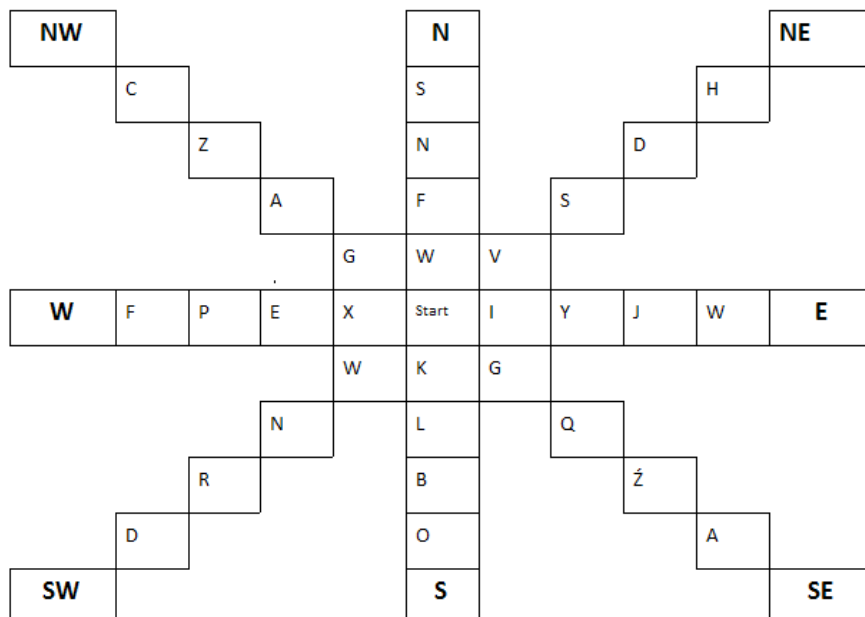 NW N NE
C S H
Z N D
A F S
G W V
W F P E X Start I Y J W E
W K G
N L Q
R B Ź
D O A
SW S SE